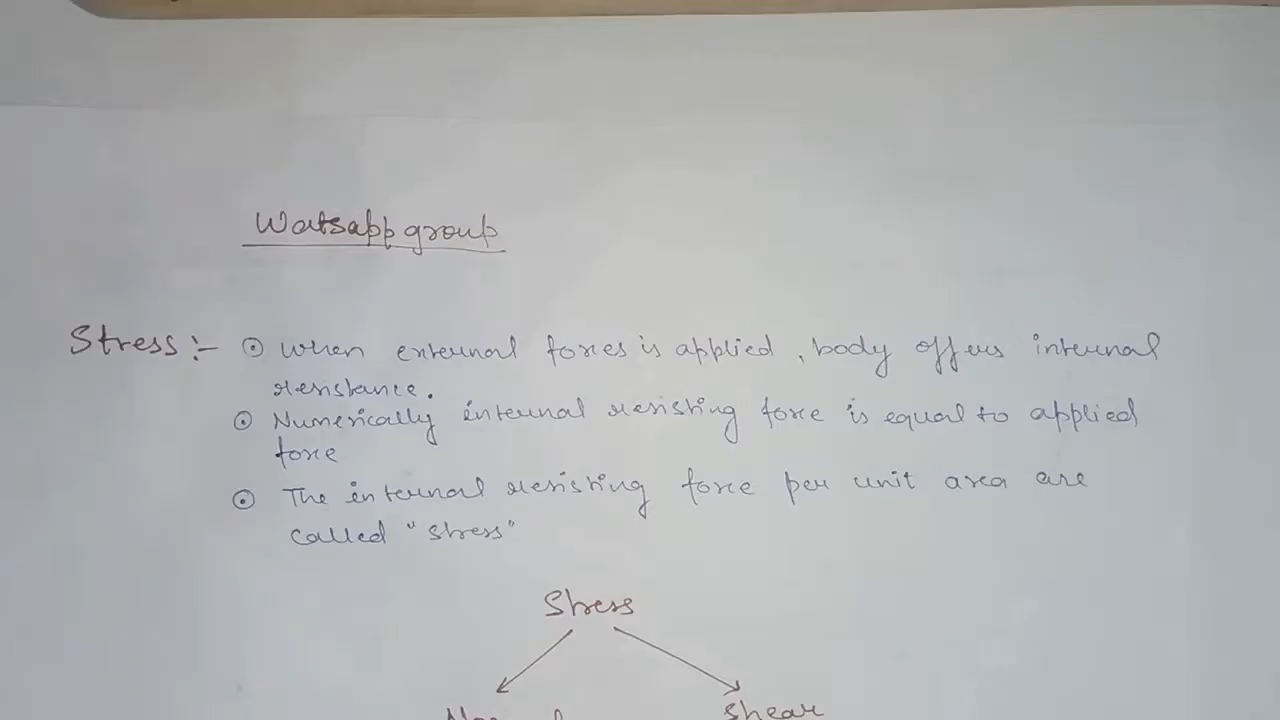 Watsapp group
Stress :- ⊙ When external forces is applied, body offers internal
resistance.
⊙ Numerically internal resisting force is equal to applied
force
⊙ The internal resisting force per unit area are
called "stress"
Stress
Shear